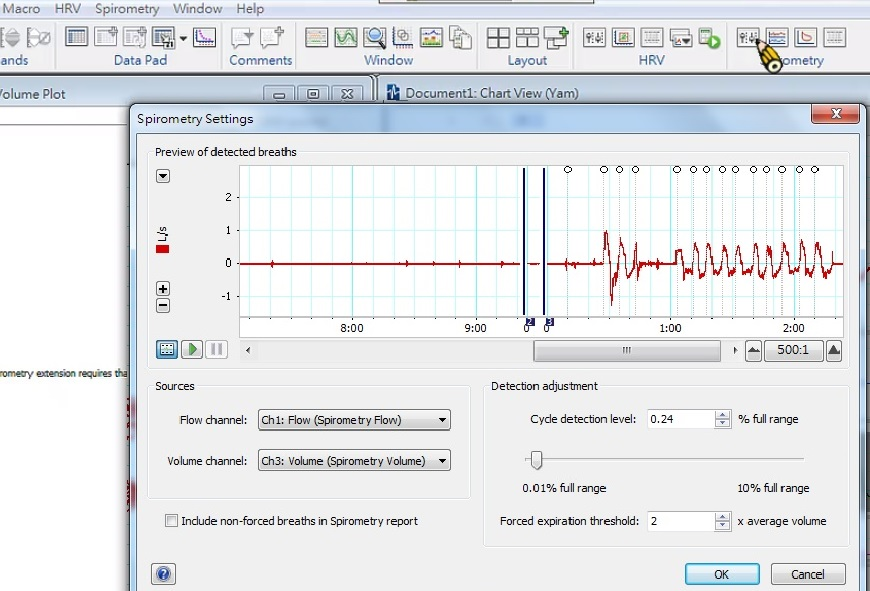 Macro HRV Spirometry Window Help
ands Data Pad Comments Window Layout HRV ometry
Volume Plot
Document1: Chart View (Yam)
Spirometry Settings
Preview of detected breaths
2
1
0
-1
L/s
8:00 9:00 0 0 1:00 2:00
2 3
500:1
rometry extension requires tha
Sources
Flow channel: Ch1: Flow (Spirometry Flow)
Volume channel: Ch3: Volume (Spirometry Volume)
Include non-forced breaths in Spirometry report
Detection adjustment
Cycle detection level: 0.24 % full range
0.01% full range 10% full range
Forced expiration threshold: 2 x average volume
OK Cancel